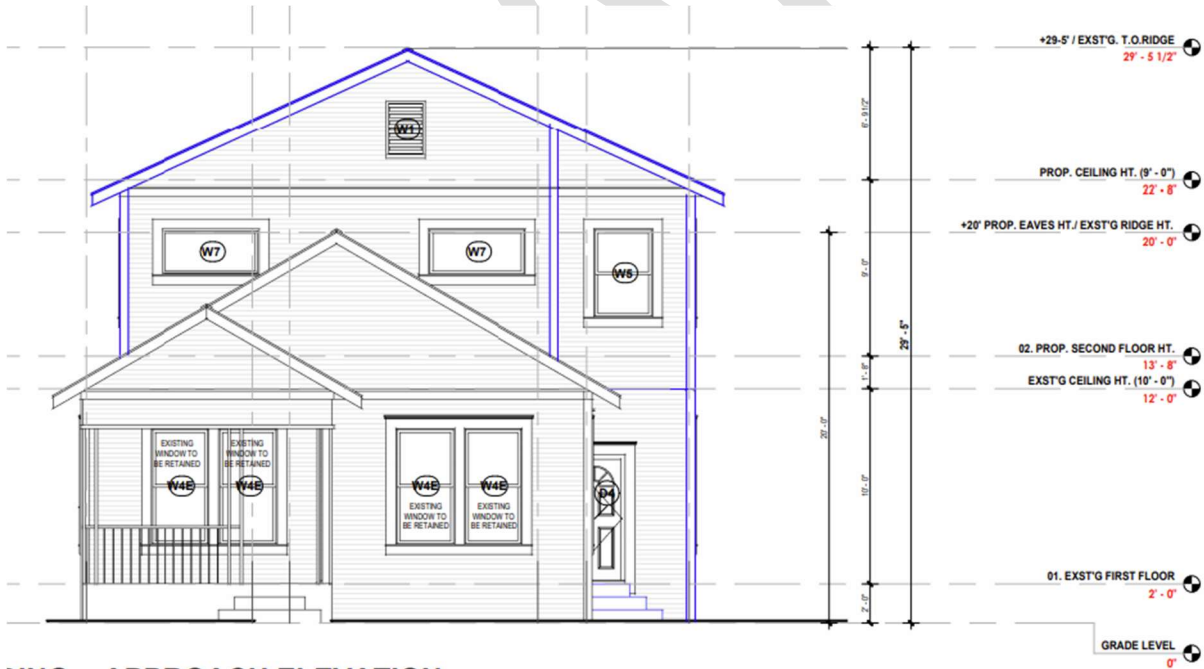 +29-5' / EXST'G. T.O.RIDGE
29' - 5 1/2"
W1
6' - 9 1/2"
PROP. CEILING HT. (9' - 0")
22' - 8"
+20' PROP. EAVES HT./ EXST'G RIDGE HT.
20' - 0"
W7
W7
W5
9' - 0"
29' - 5"
02. PROP. SECOND FLOOR HT.
13' - 8"
1' - 8"
EXST'G CEILING HT. (10' - 0")
12' - 0"
20' - 0"
EXISTING
WINDOW TO
BE RETAINED
W4E
EXISTING
WINDOW TO
BE RETAINED
W4E
W4E
EXISTING
WINDOW TO
BE RETAINED
W4E
EXISTING
WINDOW TO
BE RETAINED
D4
10' - 0"
01. EXST'G FIRST FLOOR
2' - 0"
2' - 0"
GRADE LEVEL
0"
APPROACH ELEVATION